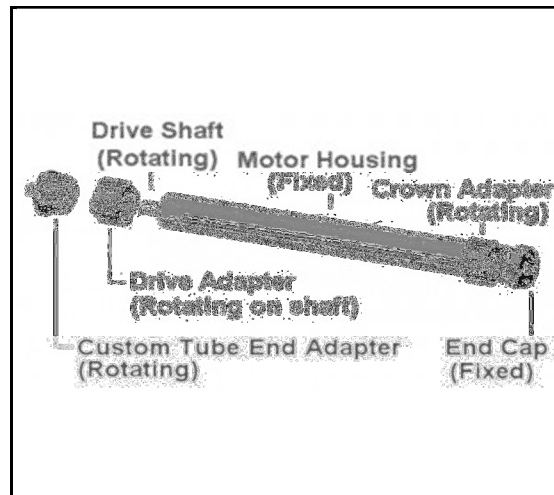 Drive Shaft
(Rotating)
Motor Housing
(Fixed)
Crown Adapter
(Rotating)
Drive Adapter
(Rotating on shaft)
Custom Tube End Adapter
(Rotating)
End Cap
(Fixed)